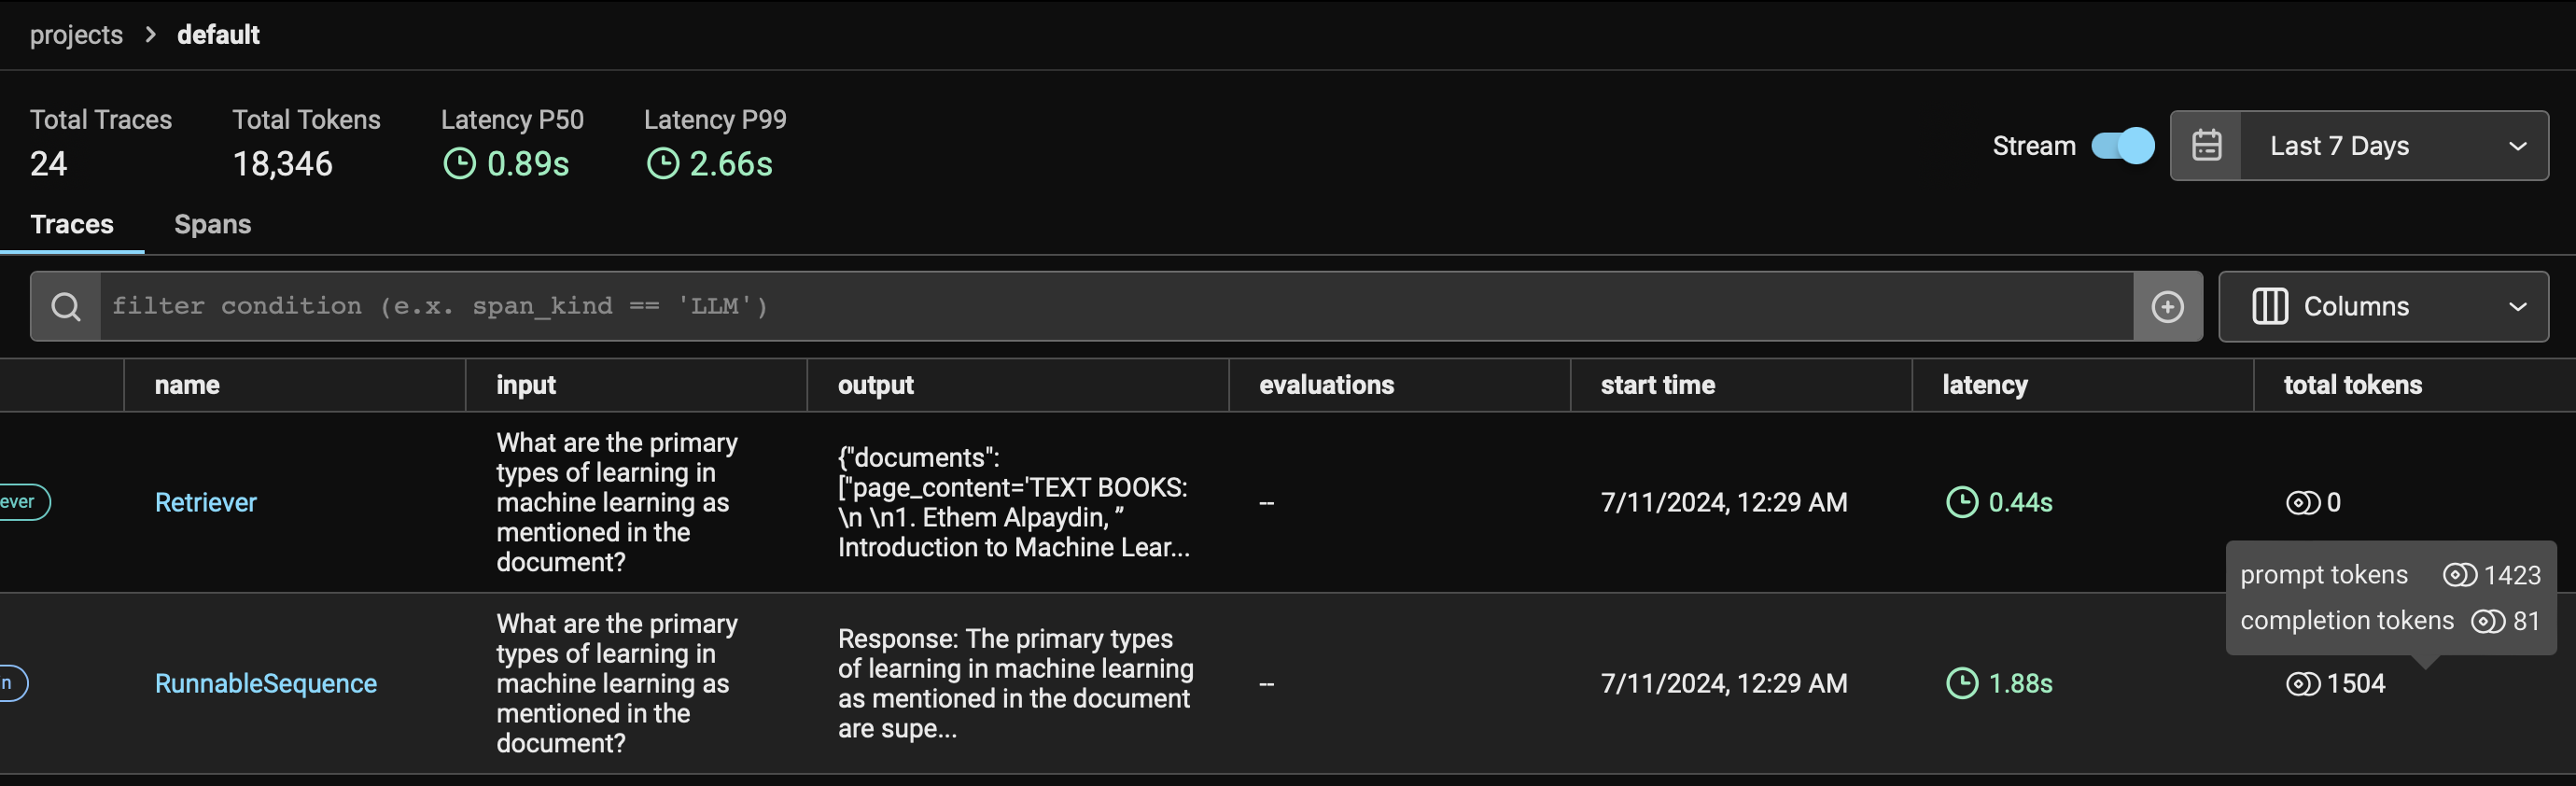 projects > default
Total Traces
24
Total Tokens
18,346
Latency P50
0.89s
Latency P99
2.66s
Stream
Last 7 Days
Traces
Spans
filter condition (e.x. span_kind == 'LLM')
Columns
name
input
output
evaluations
start time
latency
total tokens
ever
Retriever
What are the primary
types of learning in
machine learning as
mentioned in the
document?
{"documents":
["page_content='TEXT BOOKS:
\n \n1. Ethem Alpaydin, ”
Introduction to Machine Lear...
--
7/11/2024, 12:29 AM
0.44s
0
prompt tokens 1423
completion tokens 81
n
RunnableSequence
What are the primary
types of learning in
machine learning as
mentioned in the
document?
Response: The primary types
of learning in machine learning
as mentioned in the document
are supe...
--
7/11/2024, 12:29 AM
1.88s
1504